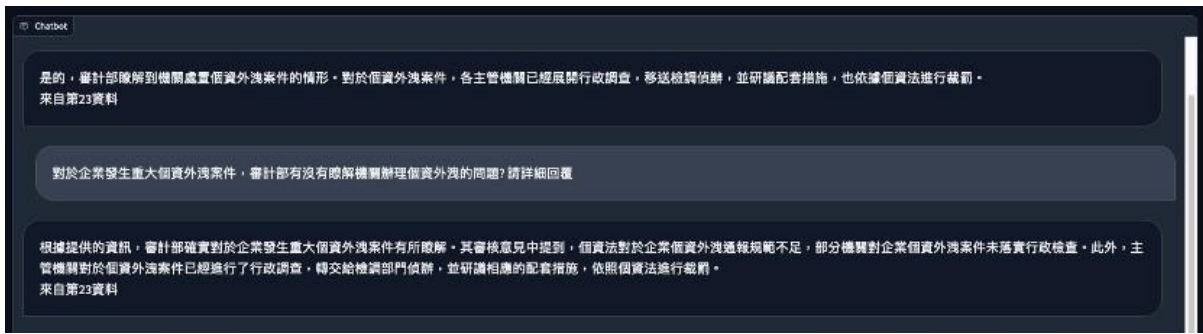 Chatbot
是的，審計部瞭解到機關處置個資外洩案件的情形。對於個資外洩案件，各主管機關已經展開行政調查，移送檢調偵辦，並研議配套措施，也依據個資法進行裁罰。
來自第23資料
對於企業發生重大個資外洩案件，審計部有沒有瞭解機關辦理個資外洩的問題?請詳細回覆
根據提供的資訊，審計部確實對於企業發生重大個資外洩案件有所瞭解。其審核意見中提到，個資法對於企業個資外洩通報規範不足，部分機關對企業個資外洩案件未落實行政檢查。此外，主
管機關對於個資外洩案件已經進行了行政調查，轉交給檢調部門偵辦，並研議相應的配套措施，依照個資法進行裁罰。
來自第23資料